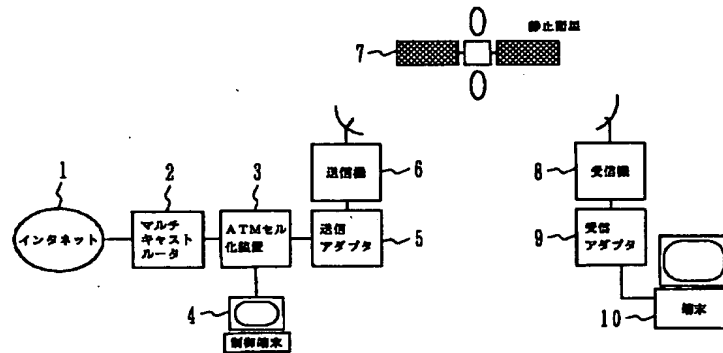 静止衛星
7
1
2
3
送信機
6
8
受信機
インタネット
マルチ
キャスト
ルータ
ATMセル
化装置
送信
アダプタ
5
9
受信
アダプタ
4
制御端末
端末
10